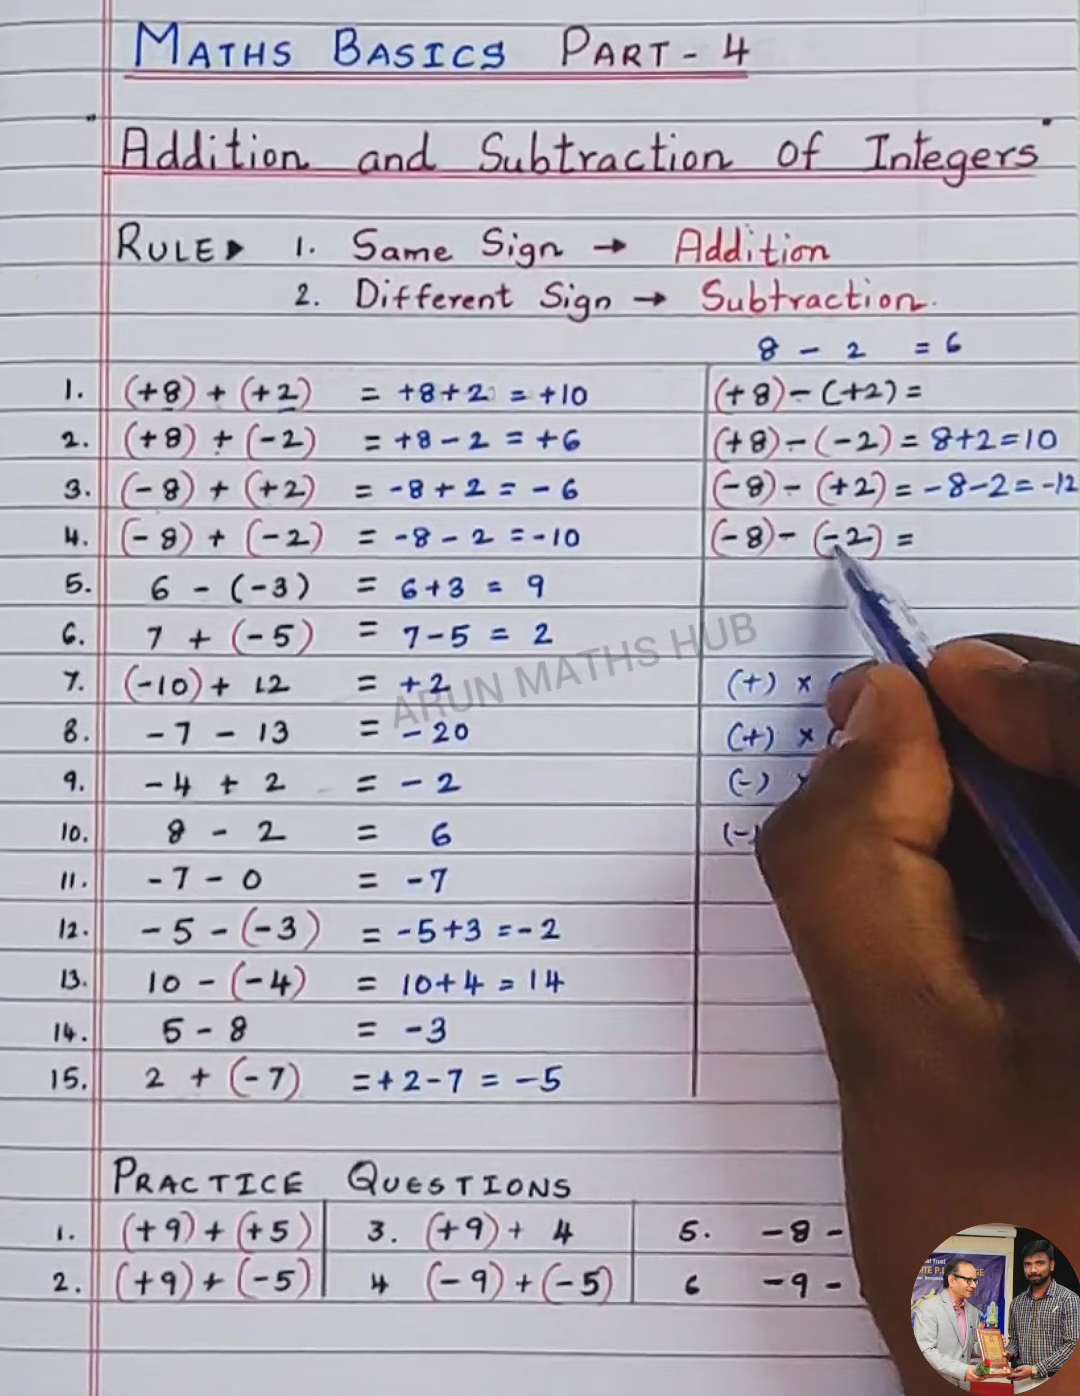 MATHS BASICS PART - 4
Addition and Subtraction of Integers
RULE▶ 1. Same Sign → Addition
2. Different Sign → Subtraction.
8 - 2 = 6
1. (+8) + (+2) = +8+2 = +10 (+8)-(+2) =
2. (+8) + (-2) = +8-2 = +6 (+8)-(-2) = 8+2=10
3. (-8) + (+2) = -8+2 = -6 (-8)-(+2) = -8-2=-12
4. (-8) + (-2) = -8-2 = -10 (-8)-(-2) =
5. 6 - (-3) = 6+3 = 9
6. 7 + (-5) = 7-5 = 2
ARUN MATHS HUB
7. (-10) + 12 = +2 (+) ×
8. -7 - 13 = -20 (+) ×
9. -4 + 2 = -2 (-)
10. 8 - 2 = 6 (-
11. -7 - 0 = -7
12. -5 - (-3) = -5+3 = -2
13. 10 - (-4) = 10+4 = 14
14. 5 - 8 = -3
15. 2 + (-7) = +2-7 = -5
PRACTICE QUESTIONS
1. (+9) + (+5) 3. (+9) + 4 5. -8 -
2. (+9) + (-5) 4 (-9) + (-5) 6 -9 -